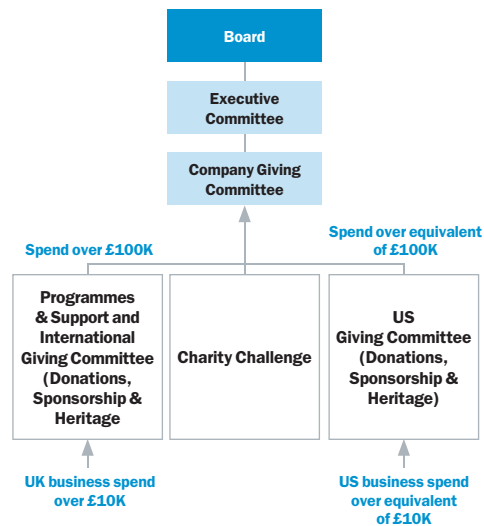 Board
Executive
Committee
Company Giving
Committee
Spend over £100K
Spend over equivalent
of £100K
Programmes
& Support and
International
Giving Committee
(Donations,
Sponsorship &
Heritage
Charity Challenge
US
Giving Committee
(Donations,
Sponsorship &
Heritage)
UK business spend
over £10K
US business spend
over equivalent
of £10K